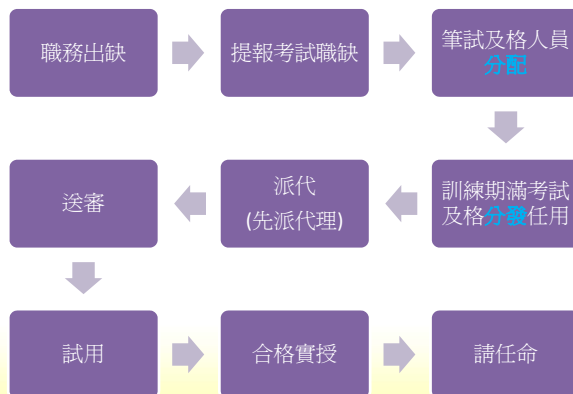 職務出缺
提報考試職缺
筆試及格人員
分配
訓練期滿考試
及格分發任用
派代
(先派代理)
送審
試用
合格實授
請任命